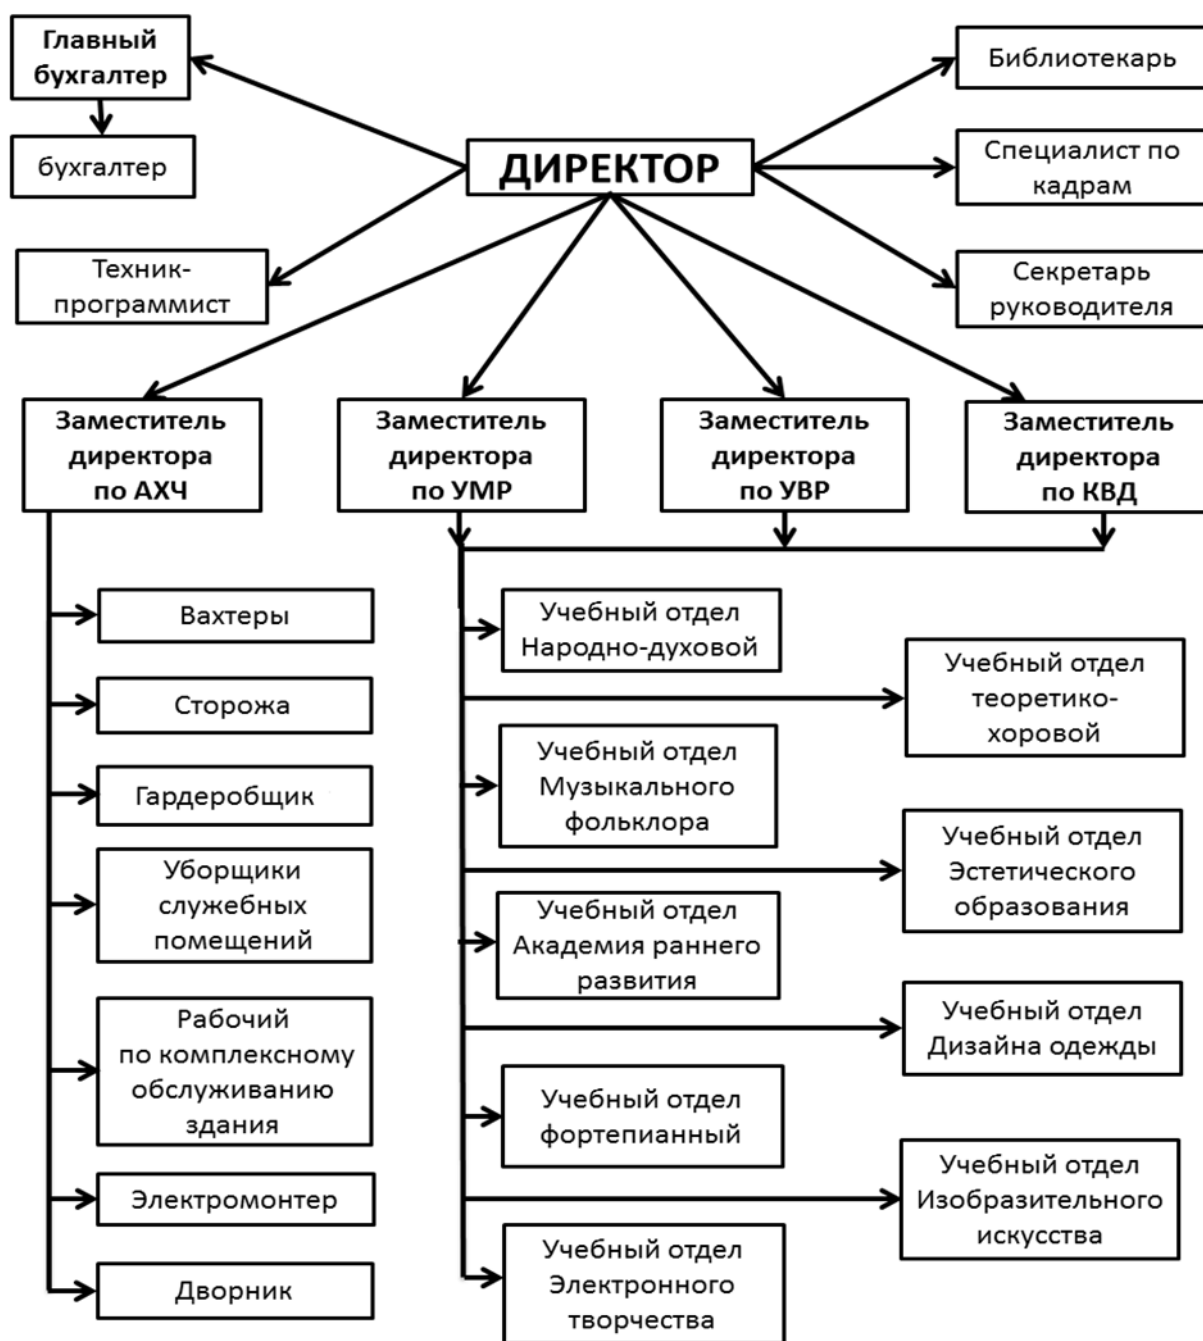 Главный
бухгалтер
бухгалтер
Техник-
программист
ДИРЕКТОР
Библиотекарь
Специалист по
кадрам
Секретарь
руководителя
Заместитель
директора
по АХЧ
Заместитель
директора
по УМР
Заместитель
директора
по УВР
Заместитель
директора
по КВД
Вахтеры
Сторожа
Гардеробщик
Уборщики
служебных
помещений
Рабочий
по комплексному
обслуживанию
здания
Электромонтер
Дворник
Учебный отдел
Народно-духовой
Учебный отдел
Музыкального
фольклора
Учебный отдел
Академия раннего
развития
Учебный отдел
фортепианный
Учебный отдел
Электронного
творчества
Учебный отдел
теоретико-
хоровой
Учебный отдел
Эстетического
образования
Учебный отдел
Дизайна одежды
Учебный отдел
Изобразительного
искусства